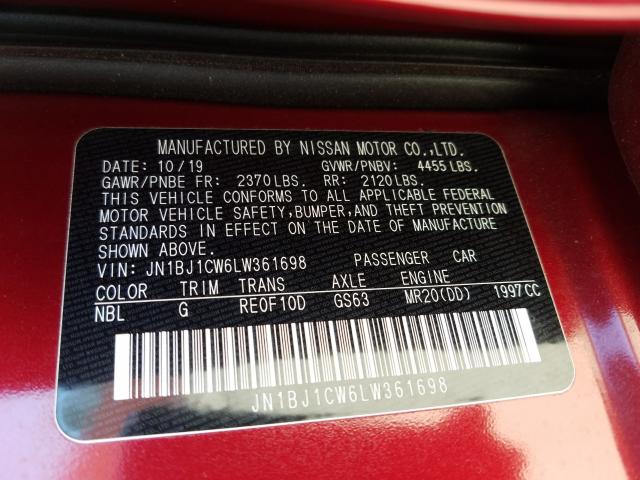 MANUFACTURED BY NISSAN MOTOR CO.,LTD.
DATE: 10/19 GVWR/PNBV: 4455 LBS.
GAWR/PNBE FR: 2370 LBS. RR: 2120 LBS.
THIS VEHICLE CONFORMS TO ALL APPLICABLE FEDERAL
MOTOR VEHICLE SAFETY,BUMPER,AND THEFT PREVENTION
STANDARDS IN EFFECT ON THE DATE OF MANUFACTURE
SHOWN ABOVE.
VIN: JN1BJ1CW6LW361698 PASSENGER CAR
COLOR TRIM TRANS AXLE ENGINE
NBL G RE0F10D GS63 MR20(DD) 1997CC
JN1BJ1CW6LW361698